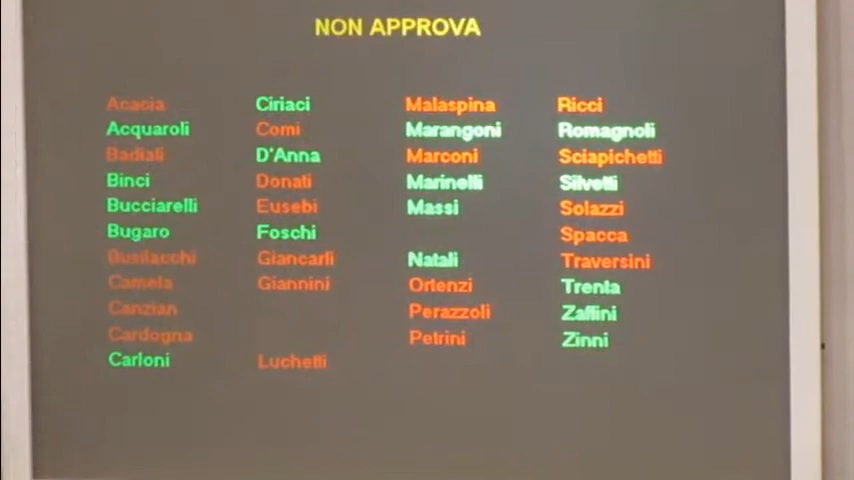 NON APPROVA
Acacia
Acquaroli
Badiali
Binci
Bucciarelli
Bugaro
Busilacchi
Camela
Canzian
Cardogna
Carloni
Ciriaci
Comi
D'Anna
Donati
Eusebi
Foschi
Giancarli
Giannini
Luchetti
Malaspina
Marangoni
Marconi
Marinelli
Massi
Natali
Ortenzi
Perazzoli
Petrini
Ricci
Romagnoli
Sciapichetti
Silvetti
Solazzi
Spacca
Traversini
Trenta
Zaffini
Zinni